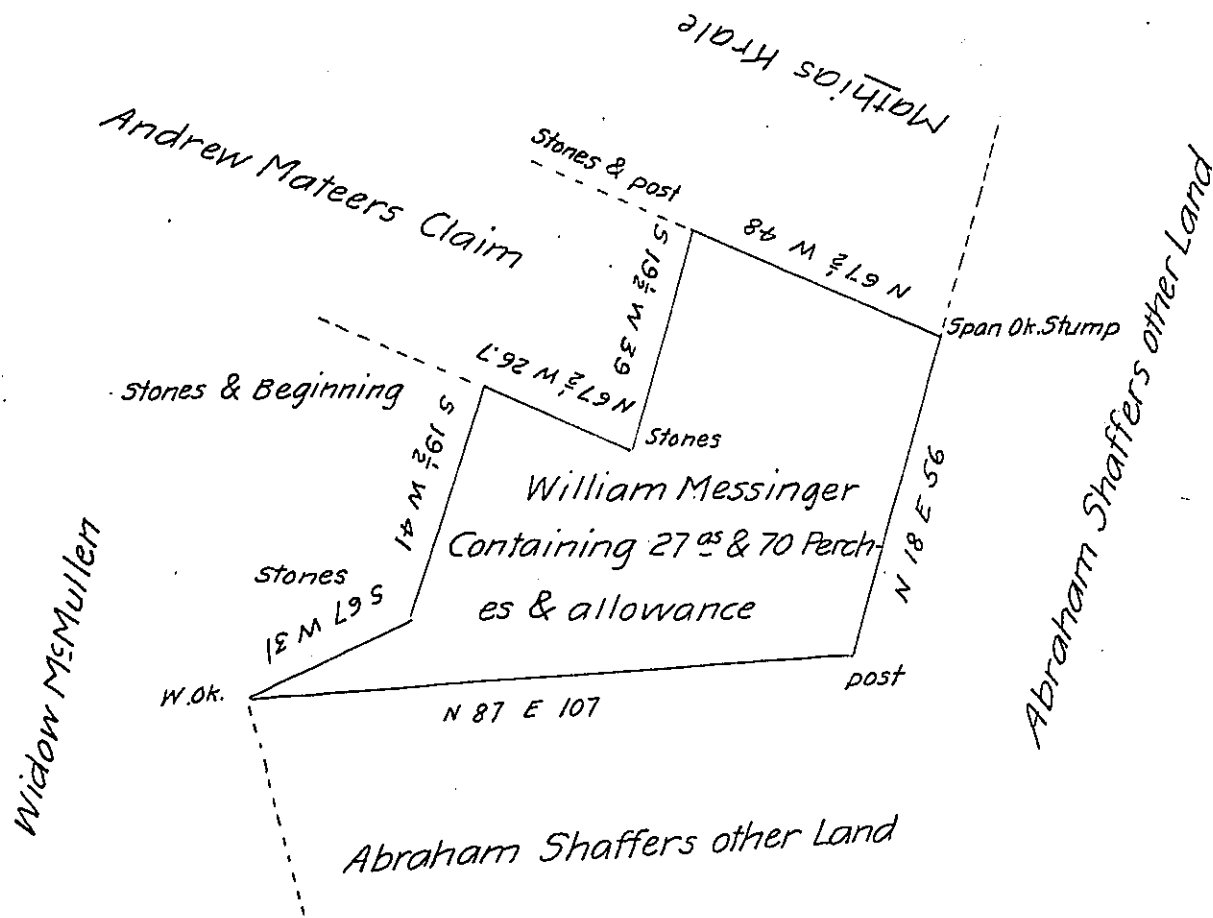 Mathias Krale
Andrew Mateers Claim
Stones & post
S 19½ W 39
N 67½ W 48
Span Ok. Stump
Abraham Shaffers other Land
N 67½ W 26.7
Stones & Beginning
S 19½ W 41
Stones
William Messinger
Containing 27 as & 70 Perch-
es & allowance
N 18 E 56
Stones
S 67 W 31
Widow McMullen
W. Ok.
N 87 E 107
post
Abraham Shaffers other Land